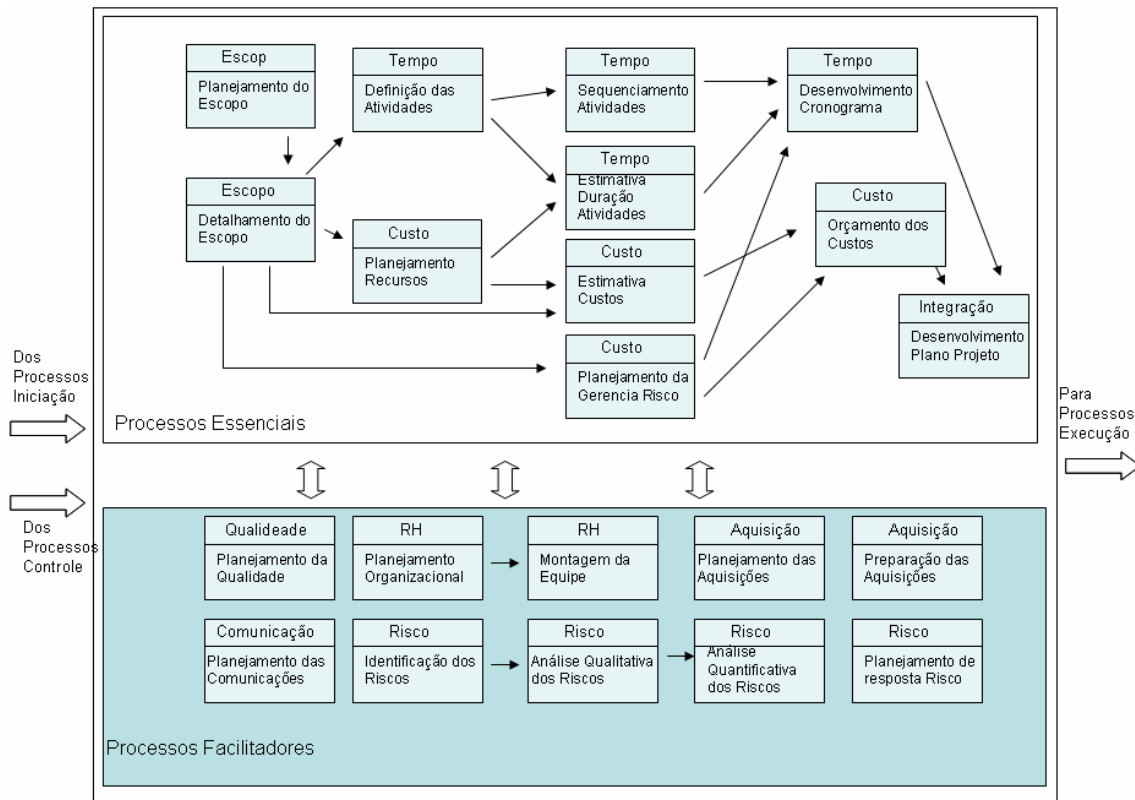 Escop
Planejamento do
Escopo
Tempo
Definição das
Atividades
Tempo
Sequenciamento
Atividades
Tempo
Desenvolvimento
Cronograma
Escopo
Detalhamento do
Escopo
Custo
Planejamento
Recursos
Tempo
Estimativa
Duração
Atividades
Custo
Estimativa
Custos
Custo
Planejamento da
Gerencia Risco
Custo
Orçamento dos
Custos
Integração
Desenvolvimento
Plano Projeto
Processos Essenciais
Dos
Processos
Iniciação
Dos
Processos
Controle
Para
Processos
Execução
Qualideade
Planejamento da
Qualidade
RH
Planejamento
Organizacional
RH
Montagem da
Equipe
Aquisição
Planejamento das
Aquisições
Aquisição
Preparação das
Aquisições
Comunicação
Planejamento das
Comunicações
Risco
Identificação dos
Riscos
Risco
Análise Qualitativa
dos Riscos
Risco
Análise
Quantificativa
dos Riscos
Risco
Planejamento de
resposta Risco
Processos Facilitadores